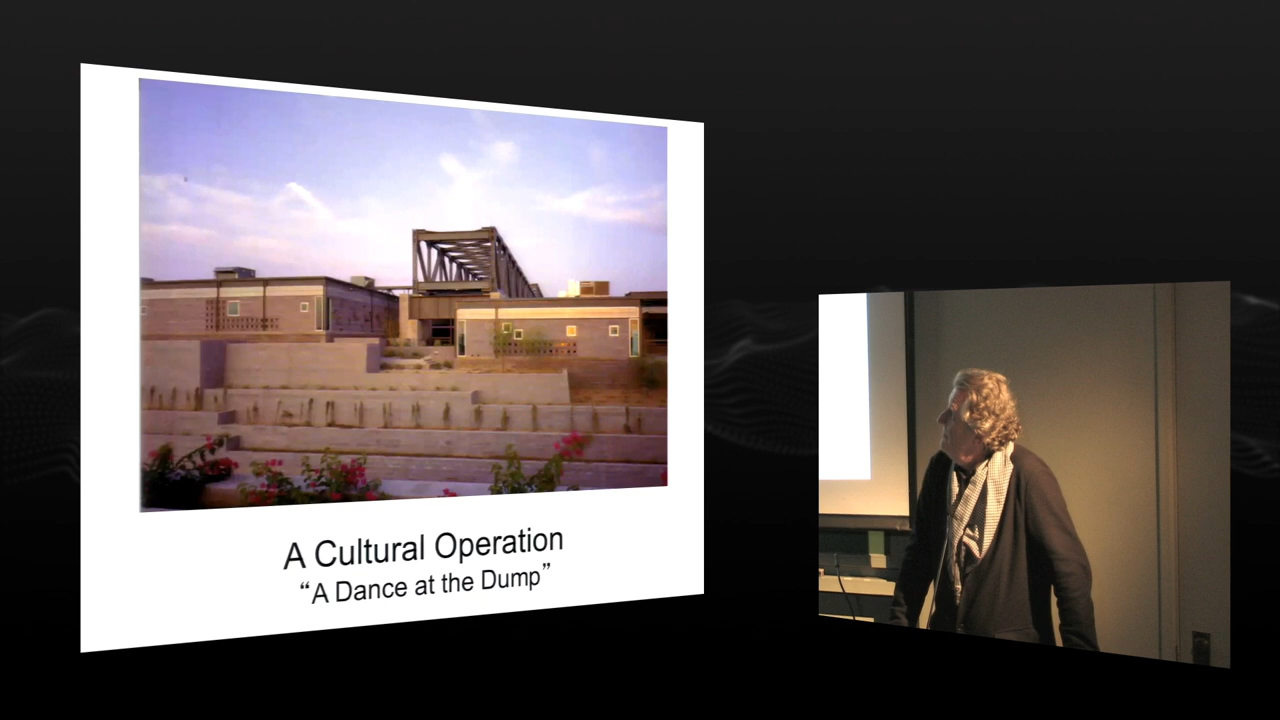 A Cultural Operation
“A Dance at the Dump”